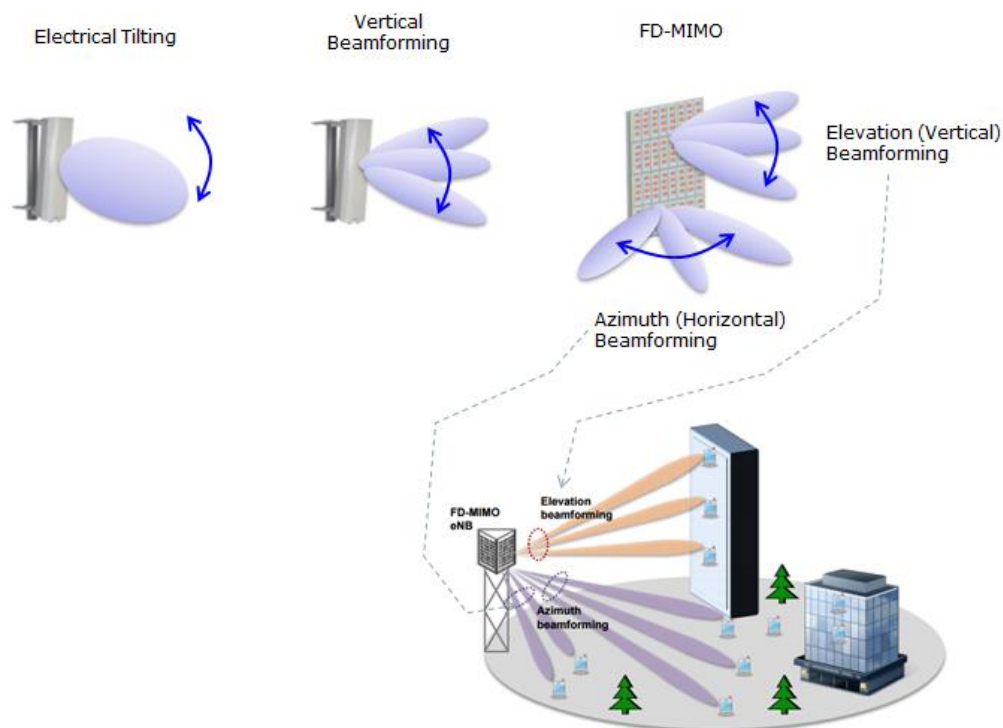 Electrical Tilting
Vertical
Beamforming
FD-MIMO
Elevation (Vertical)
Beamforming
Azimuth (Horizontal)
Beamforming
Elevation
beamforming
FD-MIMO
eNB
Azimuth
beamforming